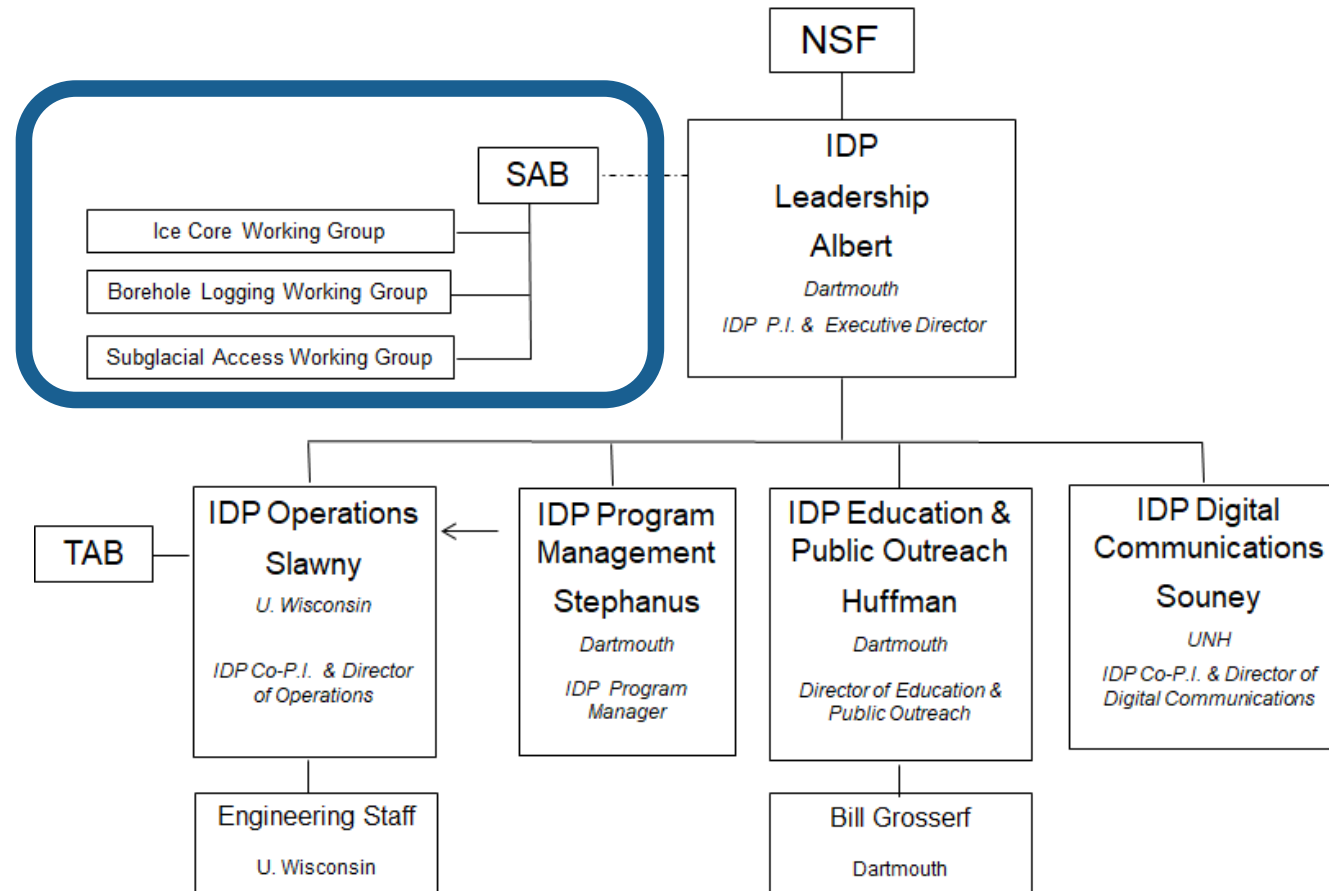 NSF
IDP
Leadership
Albert
Dartmouth
IDP P.I. & Executive Director
SAB
Ice Core Working Group
Borehole Logging Working Group
Subglacial Access Working Group
TAB
IDP Operations
Slawny
U. Wisconsin
IDP Co-P.I. & Director
of Operations
IDP Program
Management
Stephanus
Dartmouth
IDP Program
Manager
IDP Education &
Public Outreach
Huffman
Dartmouth
Director of Education &
Public Outreach
IDP Digital
Communications
Souney
UNH
IDP Co-P.I. & Director of
Digital Communications
Engineering Staff
U. Wisconsin
Bill Grosserf
Dartmouth